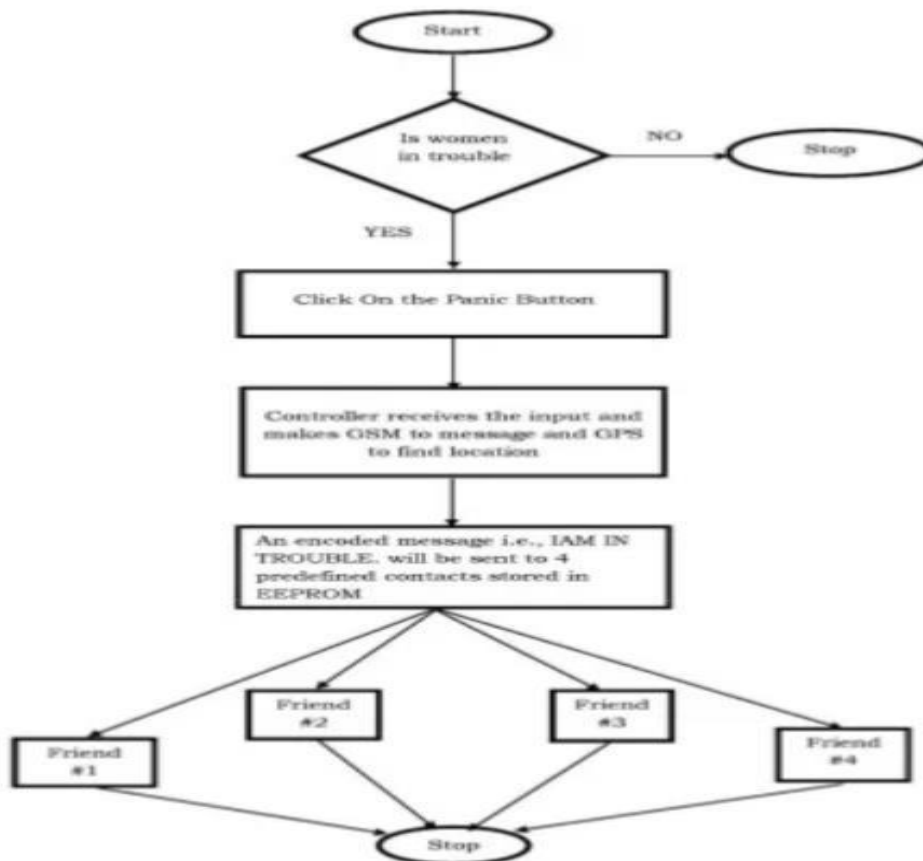 Start
Is women
in trouble
NO
Stop
YES
Click On the Panic Button
Controller receives the input and
makes GSM to message and GPS
to find location
An encoded message i.e., IAM IN
TROUBLE. will be sent to 4
predefined contacts stored in
EEPROM
Friend
#2
Friend
#3
Friend
#1
Friend
#4
Stop